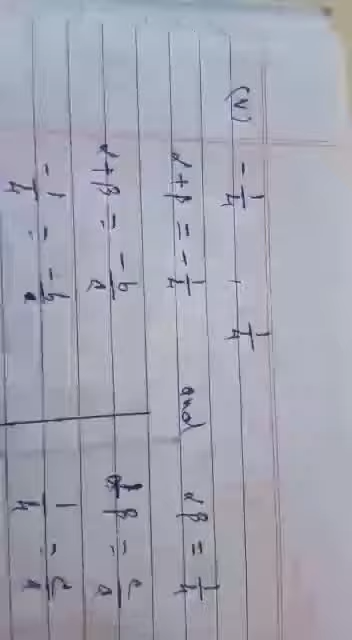 (v) -1/4 , 1/4
α+β = -1/4 and αβ = 1/4
α+β = -b/a αβ = c/a
-1/4 = -b/a 1/4 = c/a